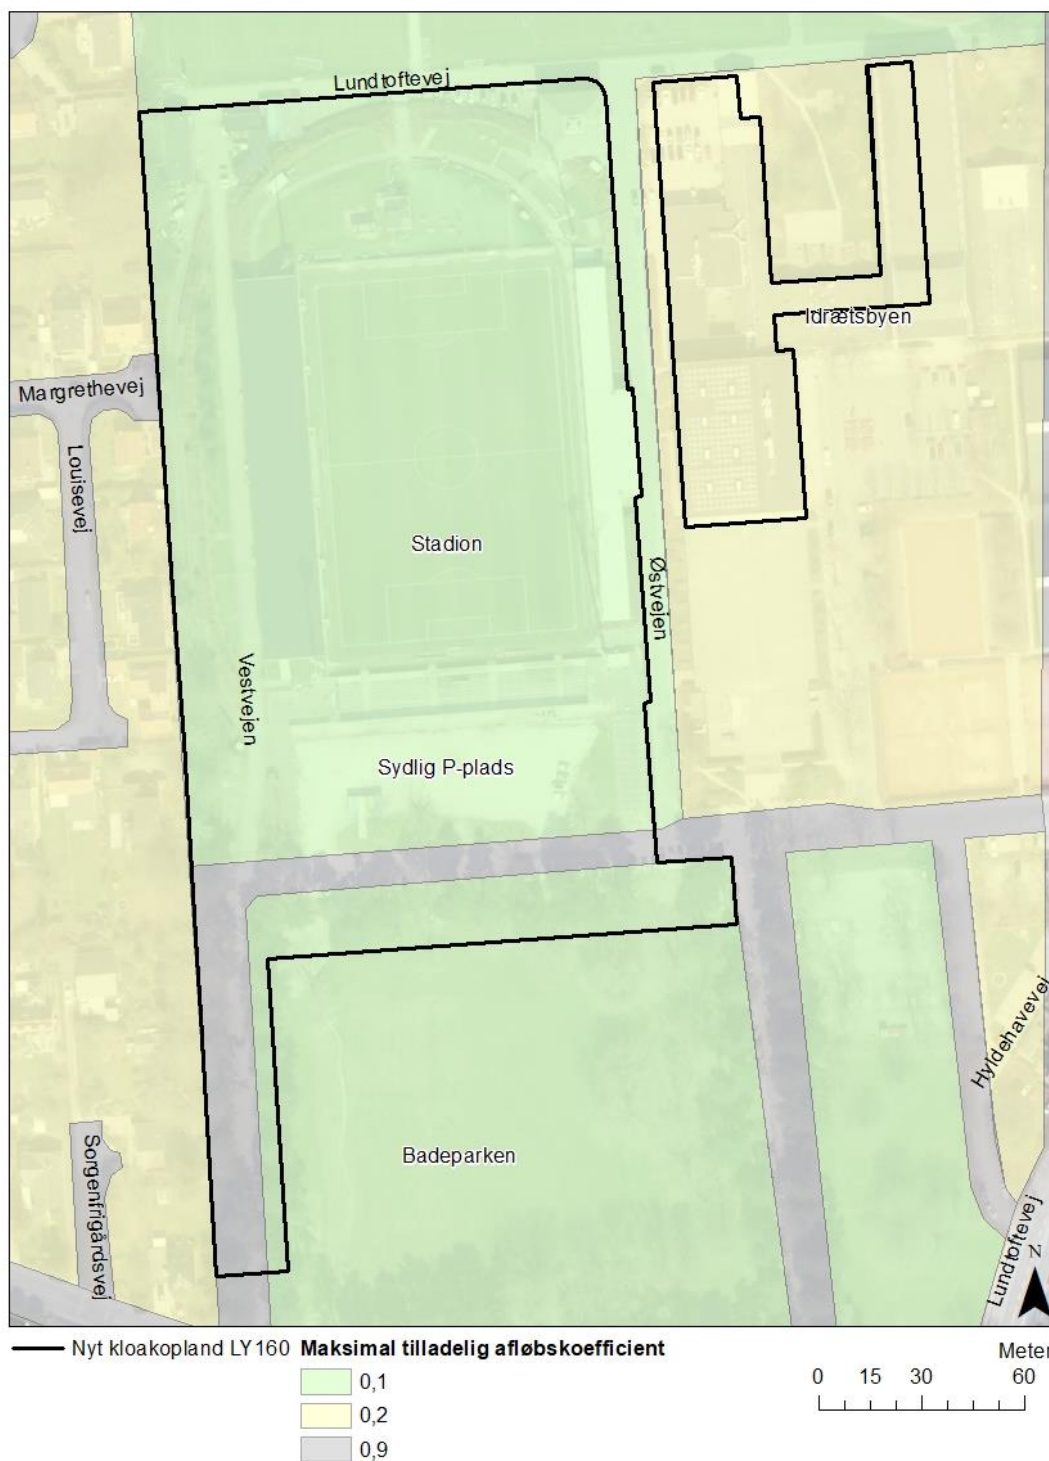 Lundtoftevej
Idrætsbyen
Margrethevej
Louisevej
Stadion
Østvejen
Vestvejen
Sydlig P-plads
Hyldehavevej
Badeparken
Sorgenfrigårdsvej
Lundtoftevej
N
Nyt kloakopland LY160
Maksimal tilladelig afløbskoefficient
0,1
0,2
0,9
Meter
0 15 30 60